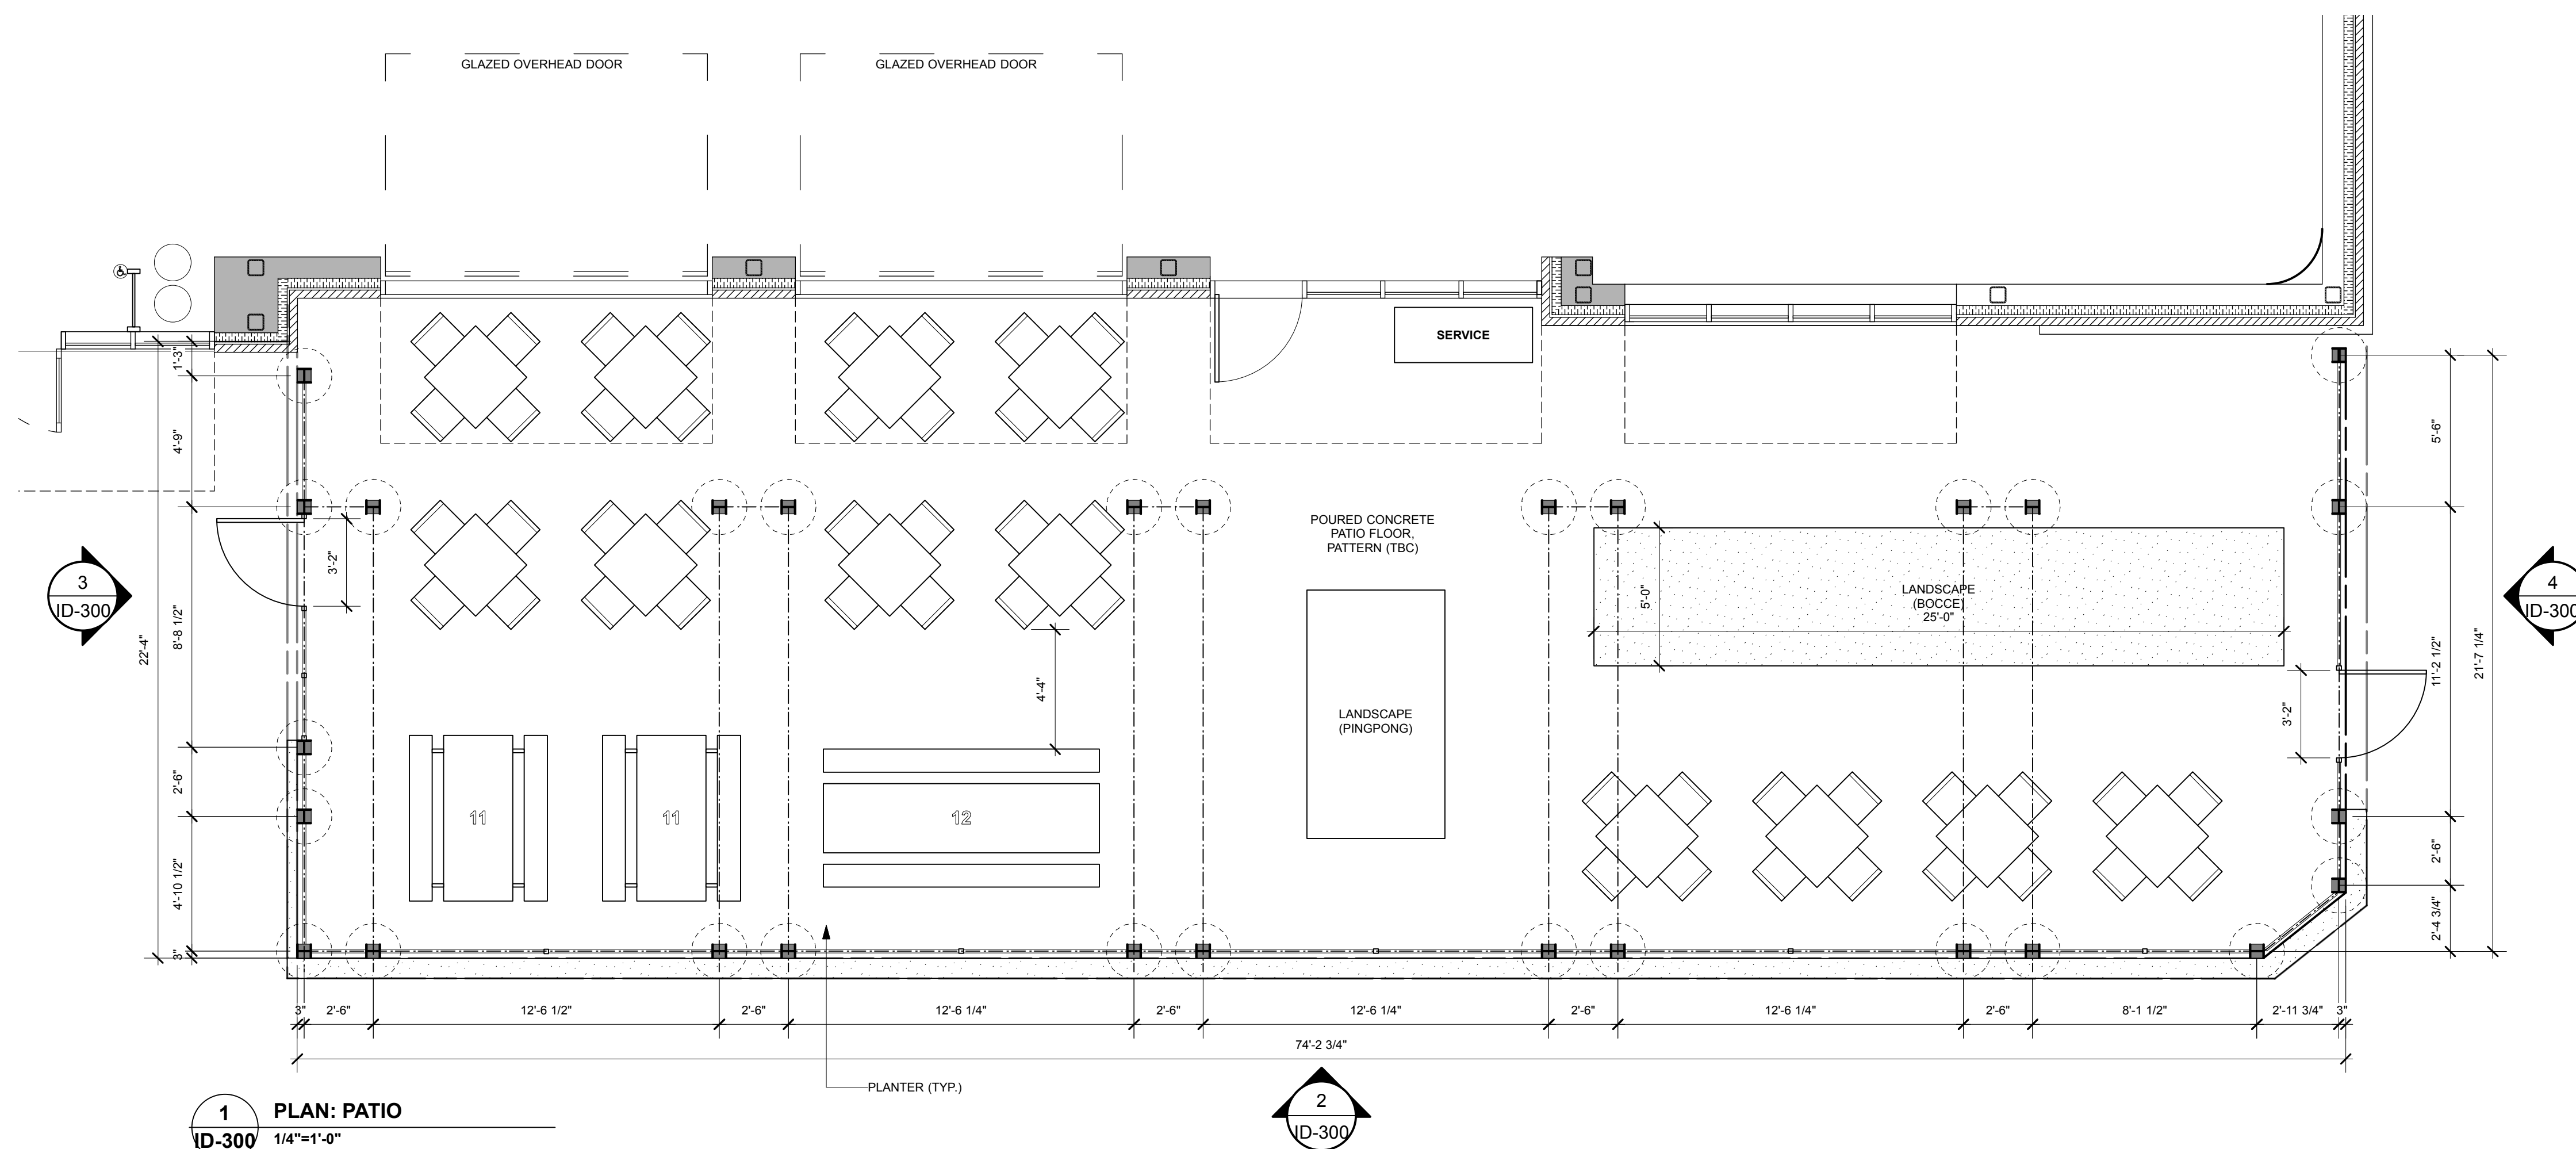 GLAZED OVERHEAD DOOR
GLAZED OVERHEAD DOOR
SERVICE
1'-3"
4'-9"
8'-8 1/2"
22'-4"
2'-6"
4'-10 1/2"
3"
3'-2"
3
ID-300
POURED CONCRETE
PATIO FLOOR,
PATTERN (TBC)
LANDSCAPE
(BOCCE)
25'-0"
5'-0"
4'-4"
LANDSCAPE
(PINGPONG)
11
11
12
5'-6"
11'-2 1/2"
21'-7 1/4"
3'-2"
2'-6"
2'-4 3/4"
4
ID-300
3"
2'-6"
12'-6 1/2"
2'-6"
12'-6 1/4"
2'-6"
12'-6 1/4"
2'-6"
12'-6 1/4"
2'-6"
8'-1 1/2"
2'-11 3/4"
3"
74'-2 3/4"
PLANTER (TYP.)
2
ID-300
1
ID-300
PLAN: PATIO
1/4"=1'-0"